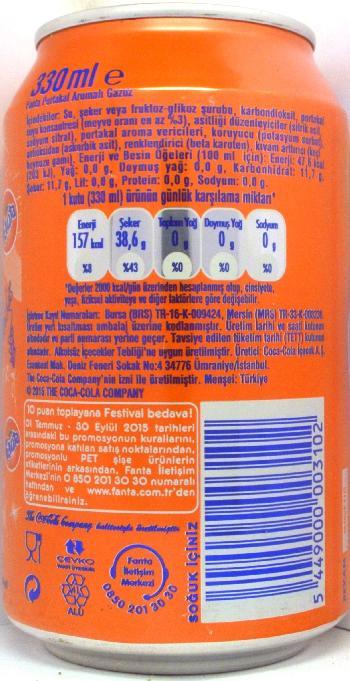 330 ml e
Fanta Portakal Aromalı Gazoz
İçindekiler: Su, şeker veya fruktoz-glikoz şurubu, karbondioksit, portakal
suyu konsantresi (meyve oranı en az %3), asitliği düzenleyiciler (sitrik asit,
sodyum sitrat), portakal aroma vericileri, koruyucu (potasyum sorbat),
antioksidan (askorbik asit), renklendirici (beta karoten), kıvam arttırıcı (keçi
boynuzu gamı). Enerji ve Besin Öğeleri (100 ml için): Enerji: 47,6 kcal
(202 kJ), Yağ: 0,0 g, Doymuş yağ: 0,0 g, Karbonhidrat: 11,7 g,
Şeker: 11,7 g, Lif: 0,0 g, Protein: 0,0 g, Sodyum: 0,0 g.
1 kutu (330 ml) ürünün günlük karşılama miktarı*
Enerji Şeker Toplam Yağ Doymuş Yağ Sodyum
157 kcal 38,6 g 0 g 0 g 0 g
%8 %43 %0 %0 %0
*Değerler 2000 kcal/gün üzerinden hesaplanmış olup, cinsiyete,
yaşa, fiziksel aktiviteye ve diğer faktörlere göre değişebilir.
İşletme Kayıt Numaraları: Bursa (BRS) TR-16-K-009424, Mersin (MRS) TR-33-K-000320.
Üretim yeri kısaltması ambalaj üzerine kodlanmıştır. Üretim tarihi ve saati kutunun
altındadır ve parti numarası yerine geçer. Tavsiye edilen tüketim tarihi (TETT) kutunun
altındadır. Alkolsüz İçecekler Tebliği'ne uygun üretilmiştir. Üretici: Coca-Cola İçecek A.Ş.
Esenkent Mah. Deniz Feneri Sokak No:4 34776 Ümraniye/İstanbul.
The Coca-Cola Company'nin izni ile üretilmiştir. Menşei: Türkiye
© 2015 THE COCA-COLA COMPANY
10 puan toplayana Festival bedava!
01 Temmuz - 30 Eylül 2015 tarihleri
arasındaki bu promosyonun kurallarını,
promosyona katılan satış noktalarından,
promosyonlu PET şişe ürünlerin
etiketlerinin arkasından, Fanta İletişim
Merkezi'nin 0 850 201 30 30 numaralı
hattından ve www.fanta.com.tr'den
öğrenebilirsiniz.
The Coca-Cola Company kalitesiyle üretilmiştir
ÇEVKO
ALU
Fanta
İletişim
Merkezi
0850 201 30 30
SOĞUK İÇİNİZ
5 449000 003102